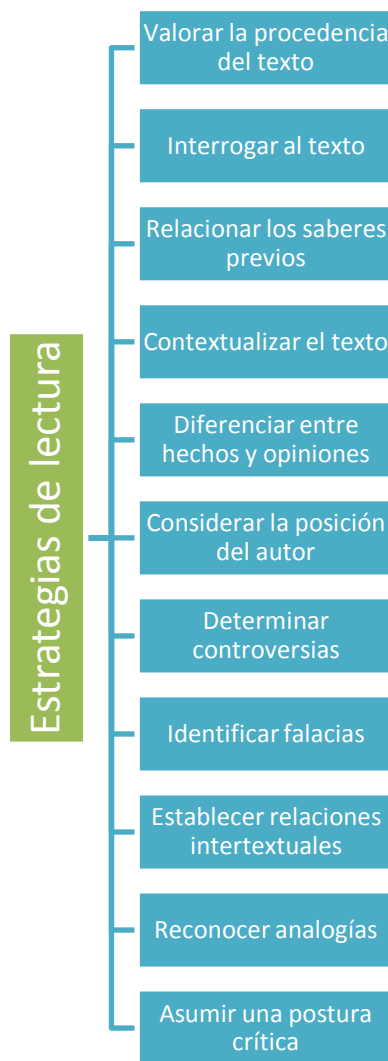 Estrategias de lectura
Valorar la procedencia
del texto
Interrogar al texto
Relacionar los saberes
previos
Contextualizar el texto
Diferenciar entre
hechos y opiniones
Considerar la posición
del autor
Determinar
controversias
Identificar falacias
Establecer relaciones
intertextuales
Reconocer analogías
Asumir una postura
crítica